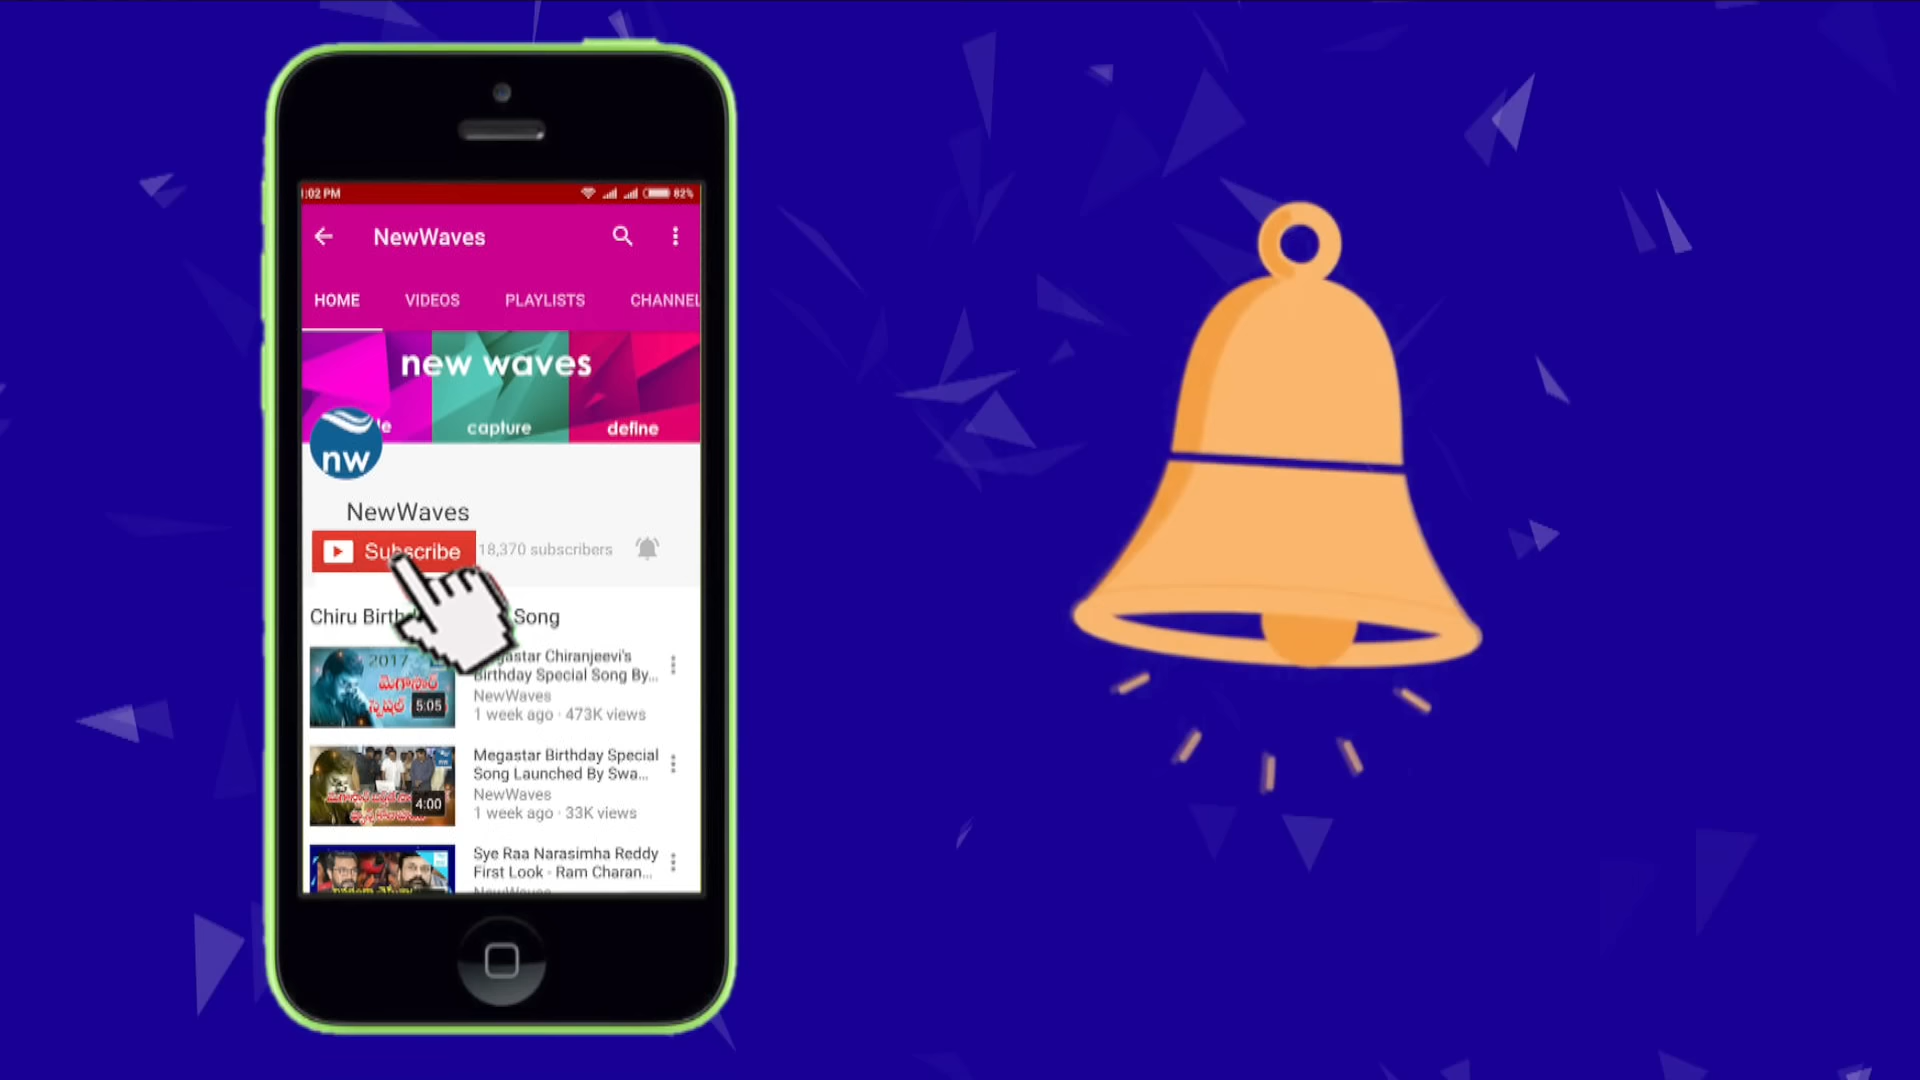 1:02 PM 82%
NewWaves
HOME VIDEOS PLAYLISTS CHANNEL
new waves
capture define
nw
NewWaves
Subscribe 18,370 subscribers
Chiru Song
2017
మెగాస్టార్
స్పెషల్
5:05
Chiranjeevi's
Birthday Special Song By...
NewWaves
1 week ago · 473K views
4:00
Megastar Birthday Special
Song Launched By Swa...
NewWaves
1 week ago · 33K views
Sye Raa Narasimha Reddy
First Look - Ram Charan...
NewWaves